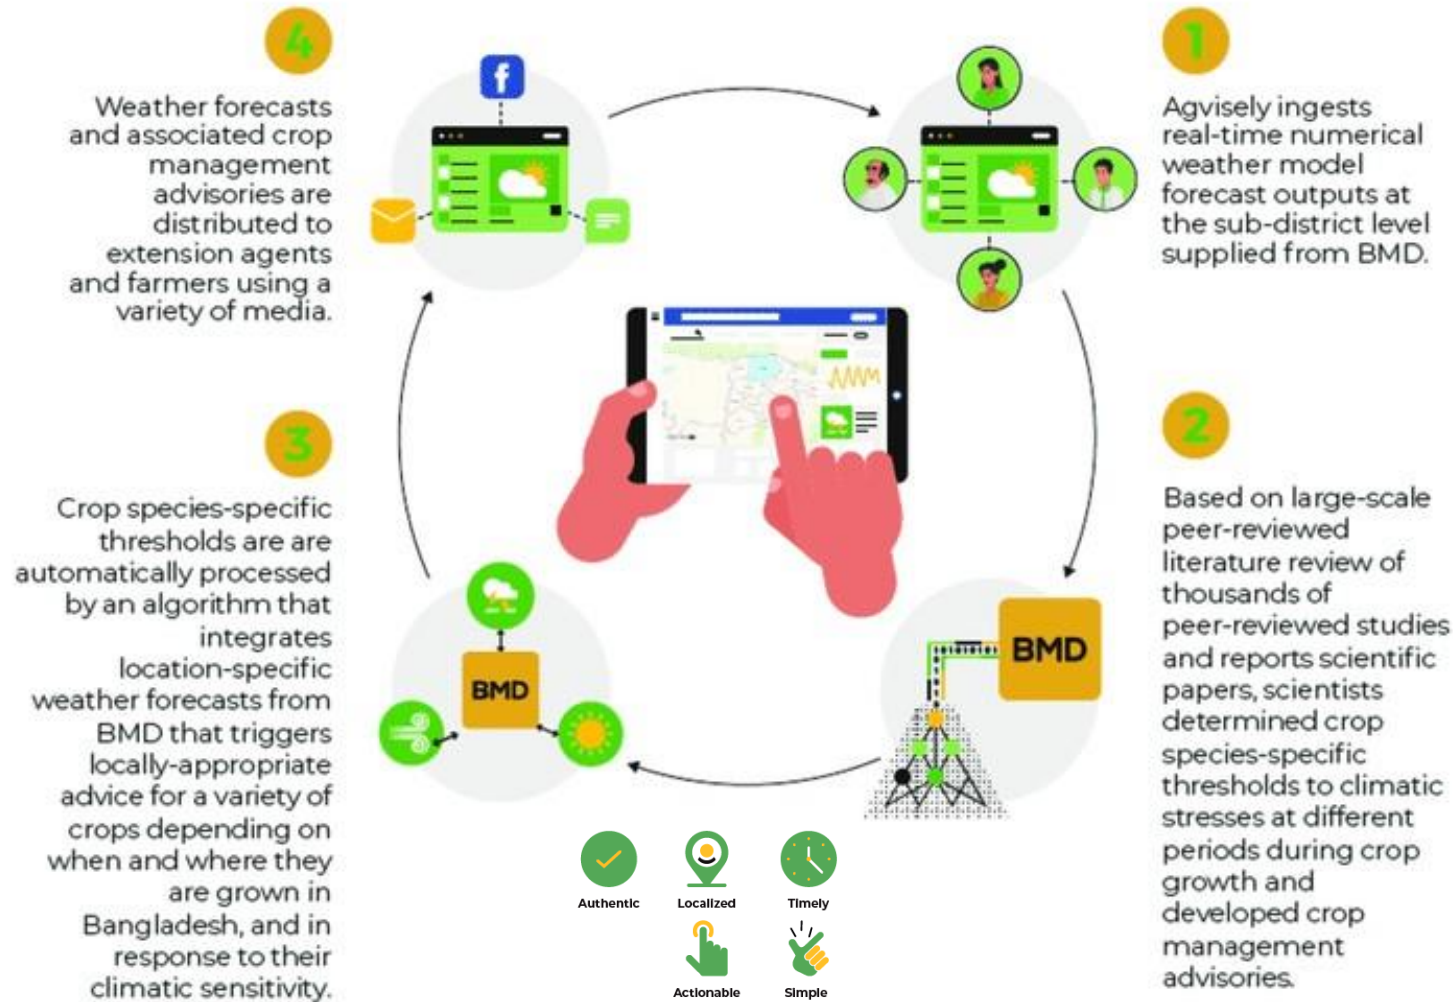 1
Agvisely ingests
real-time numerical
weather model
forecast outputs at
the sub-district level
supplied from BMD.
2
Based on large-scale
peer-reviewed
literature review of
thousands of
peer-reviewed studies
and reports scientific
papers, scientists
determined crop
species-specific
thresholds to climatic
stresses at different
periods during crop
growth and
developed crop
management
advisories.
3
Crop species-specific
thresholds are are
automatically processed
by an algorithm that
integrates
location-specific
weather forecasts from
BMD that triggers
locally-appropriate
advice for a variety of
crops depending on
when and where they
are grown in
Bangladesh, and in
response to their
climatic sensitivity.
4
Weather forecasts
and associated crop
management
advisories are
distributed to
extension agents
and farmers using a
variety of media.
f
BMD
BMD
Authentic
Localized
Timely
Actionable
Simple